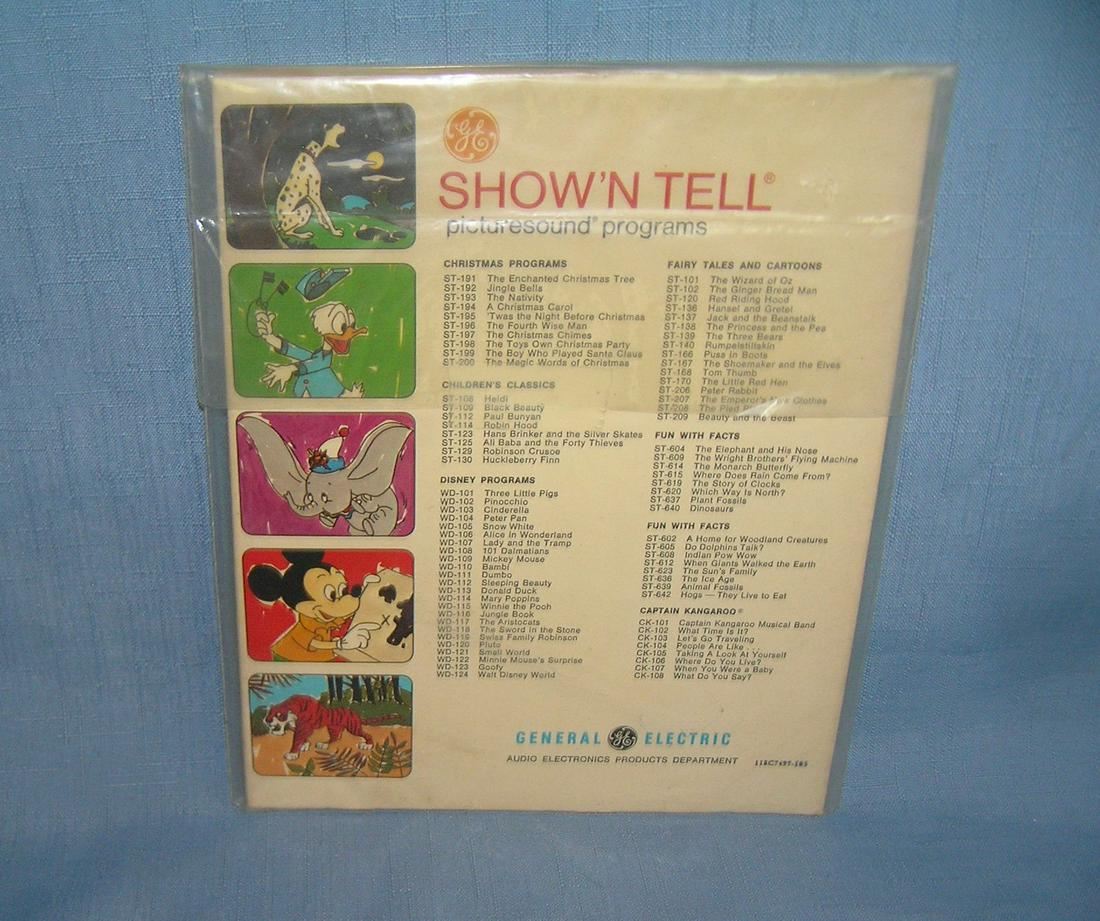 GE
SHOW'N TELL®
picturesound® programs
CHRISTMAS PROGRAMS
ST-191 The Enchanted Christmas Tree
ST-192 Jingle Bells
ST-193 The Nativity
ST-194 A Christmas Carol
ST-195 'Twas the Night Before Christmas
ST-196 The Fourth Wise Man
ST-197 The Christmas Chimes
ST-198 The Toys Own Christmas Party
ST-199 The Boy Who Played Santa Claus
ST-200 The Magic Words of Christmas
CHILDREN'S CLASSICS
ST-108 Heidi
ST-109 Black Beauty
ST-112 Paul Bunyan
ST-114 Robin Hood
ST-123 Hans Brinker and the Silver Skates
ST-125 Ali Baba and the Forty Thieves
ST-129 Robinson Crusoe
ST-130 Huckleberry Finn
DISNEY PROGRAMS
WD-101 Three Little Pigs
WD-102 Pinocchio
WD-103 Cinderella
WD-104 Peter Pan
WD-105 Snow White
WD-106 Alice in Wonderland
WD-107 Lady and the Tramp
WD-108 101 Dalmatians
WD-109 Mickey Mouse
WD-110 Bambi
WD-111 Dumbo
WD-112 Sleeping Beauty
WD-113 Donald Duck
WD-114 Mary Poppins
WD-115 Winnie the Pooh
WD-116 Jungle Book
WD-117 The Aristocats
WD-118 The Sword in the Stone
WD-119 Swiss Family Robinson
WD-120 Pluto
WD-121 Small World
WD-122 Minnie Mouse's Surprise
WD-123 Goofy
WD-124 Walt Disney World
FAIRY TALES AND CARTOONS
ST-101 The Wizard of Oz
ST-102 The Ginger Bread Man
ST-120 Red Riding Hood
ST-136 Hansel and Gretel
ST-137 Jack and the Beanstalk
ST-138 The Princess and the Pea
ST-139 The Three Bears
ST-140 Rumpelstiltskin
ST-166 Puss in Boots
ST-167 The Shoemaker and the Elves
ST-168 Tom Thumb
ST-170 The Little Red Hen
ST-206 Peter Rabbit
ST-207 The Emperor's Clothes
ST-208 The Pied
ST-209 Beauty and the Beast
FUN WITH FACTS
ST-604 The Elephant and His Nose
ST-609 The Wright Brothers' Flying Machine
ST-614 The Monarch Butterfly
ST-615 Where Does Rain Come From?
ST-619 The Story of Clocks
ST-620 Which Way Is North?
ST-637 Plant Fossils
ST-640 Dinosaurs
FUN WITH FACTS
ST-602 A Home for Woodland Creatures
ST-605 Do Dolphins Talk?
ST-608 Indian Pow Wow
ST-612 When Giants Walked the Earth
ST-623 The Sun's Family
ST-636 The Ice Age
ST-639 Animal Fossils
ST-642 Hogs — They Live to Eat
CAPTAIN KANGAROO®
CK-101 Captain Kangaroo Musical Band
CK-102 What Time Is It?
CK-103 Let's Go Traveling
CK-104 People Are Like . . .
CK-105 Taking A Look At Yourself
CK-106 Where Do You Live?
CK-107 When You Were a Baby
CK-108 What Do You Say?
GENERAL GE ELECTRIC
AUDIO ELECTRONICS PRODUCTS DEPARTMENT